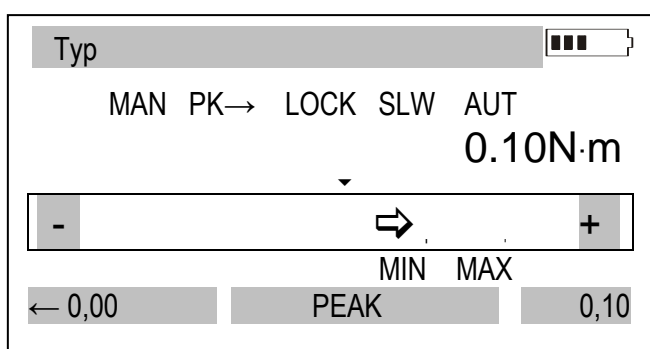 Typ
MAN PK→ LOCK SLW AUT
0.10N·m
- +
MIN MAX
← 0,00 PEAK 0,10